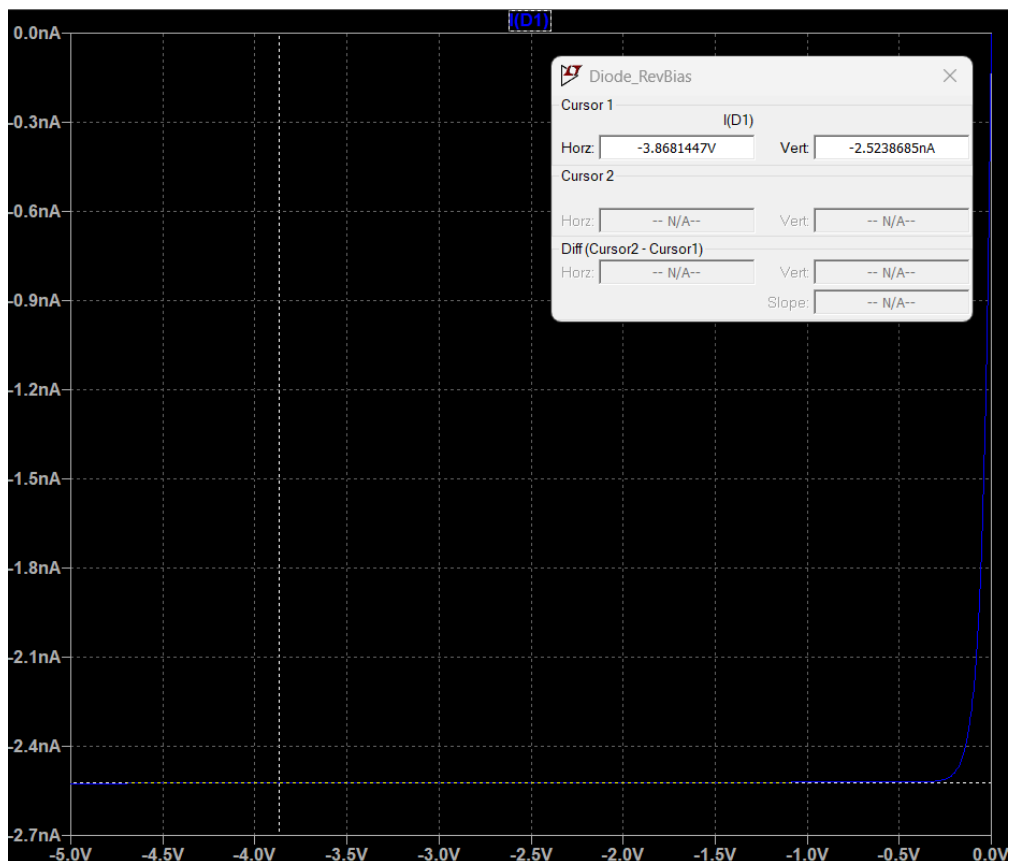 I(D1)
0.0nA
-0.3nA
-0.6nA
-0.9nA
-1.2nA
-1.5nA
-1.8nA
-2.1nA
-2.4nA
-2.7nA
-5.0V -4.5V -4.0V -3.5V -3.0V -2.5V -2.0V -1.5V -1.0V -0.5V 0.0V
Diode_RevBias
Cursor 1
I(D1)
Horz: -3.8681447V Vert: -2.5238685nA
Cursor 2
Horz: -- N/A-- Vert: -- N/A--
Diff (Cursor2 - Cursor1)
Horz: -- N/A-- Vert: -- N/A--
Slope: -- N/A--